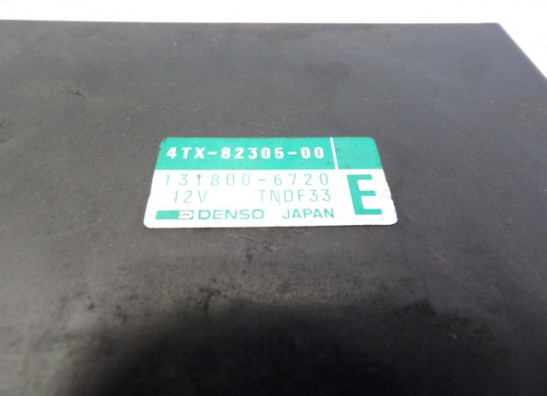 4TX-82305-00
131800-6720
12V TNDF33
E
DENSO JAPAN